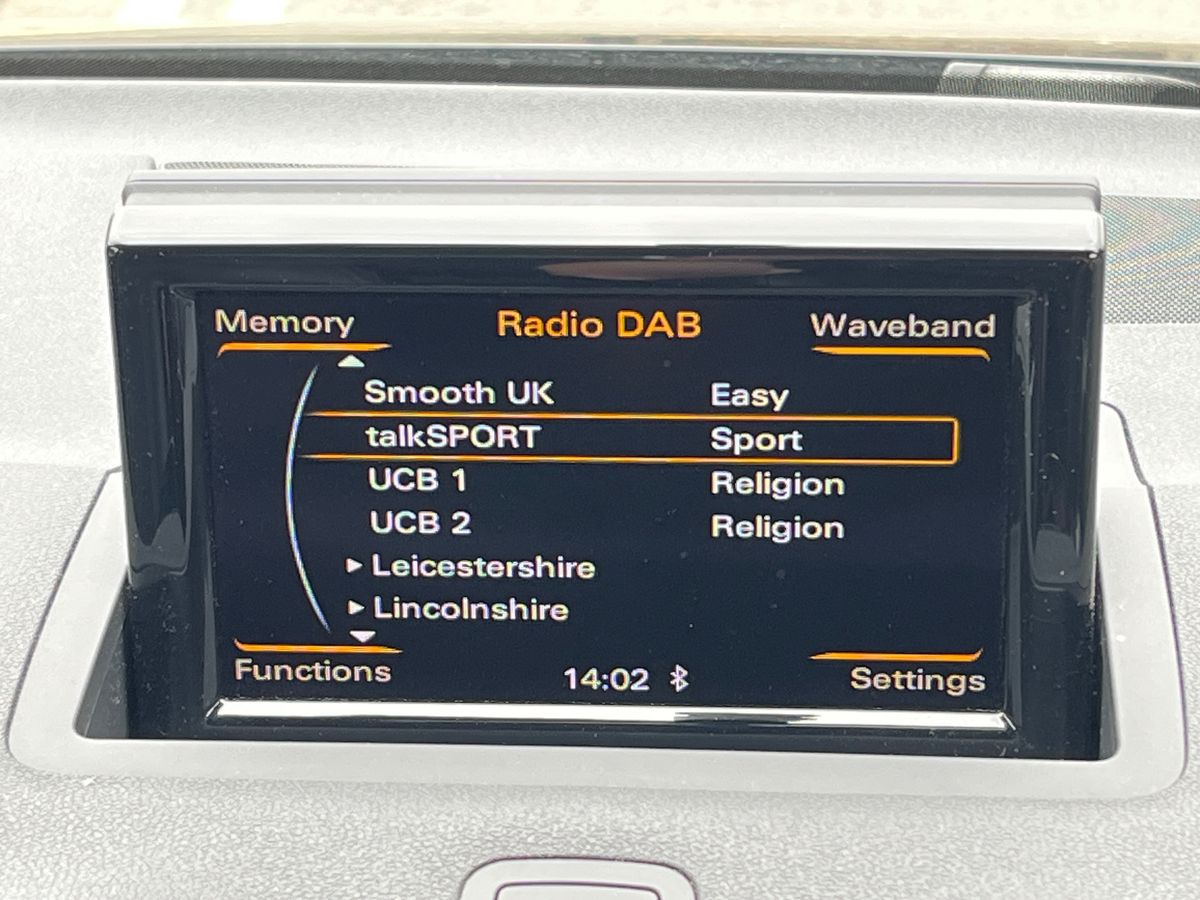 Memory Radio DAB Waveband
Smooth UK Easy
talkSPORT Sport
UCB 1 Religion
UCB 2 Religion
Leicestershire
Lincolnshire
Functions 14:02 Settings